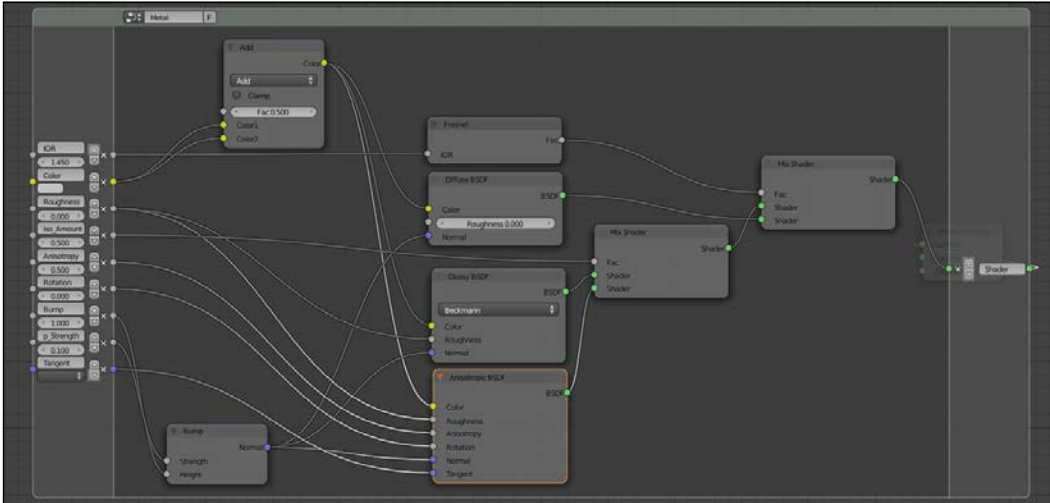 Metal F
Add
Color
Add
Clamp
Fac 0.500
Color1
Color2
IOR
1.450
Color
Roughness
0.000
Iso_Amount
0.500
Anisotropy
0.500
Rotation
0.000
Bump
1.000
p_Strength
0.100
Tangent
Fresnel
Fac
IOR
Diffuse BSDF
BSDF
Color
Roughness 0.000
Normal
Mix Shader
Shader
Fac
Shader
Shader
Mix Shader
Shader
Fac
Shader
Shader
Glossy BSDF
BSDF
Beckmann
Color
Roughness
Normal
Anisotropic BSDF
BSDF
Color
Roughness
Anisotropy
Rotation
Normal
Tangent
Bump
Normal
Strength
Height
Shader